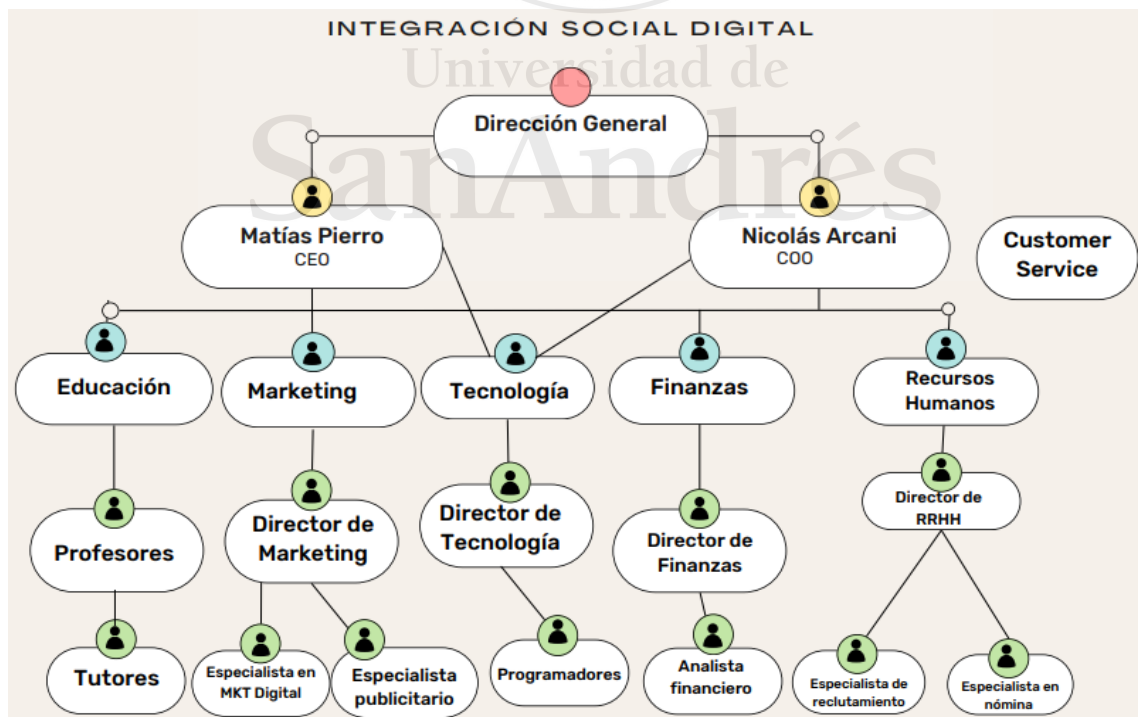 INTEGRACIÓN SOCIAL DIGITAL
Universidad de
SanAndrés
Dirección General
Matías Pierro
CEO
Nicolás Arcani
COO
Customer
Service
Educación
Marketing
Tecnología
Finanzas
Recursos
Humanos
Profesores
Director de
Marketing
Director de
Tecnología
Director de
Finanzas
Director de
RRHH
Tutores
Especialista en
MKT Digital
Especialista
publicitario
Programadores
Analista
financiero
Especialista de
reclutamiento
Especialista en
nómina